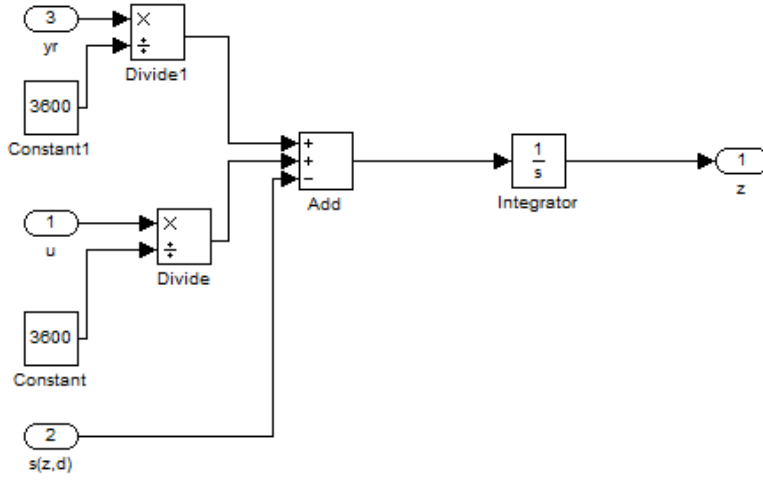 3
yr
×
÷
Divide1
3600
Constant1
+
+
−
Add
1
s
Integrator
1
z
1
u
×
÷
Divide
3600
Constant
2
s(z,d)